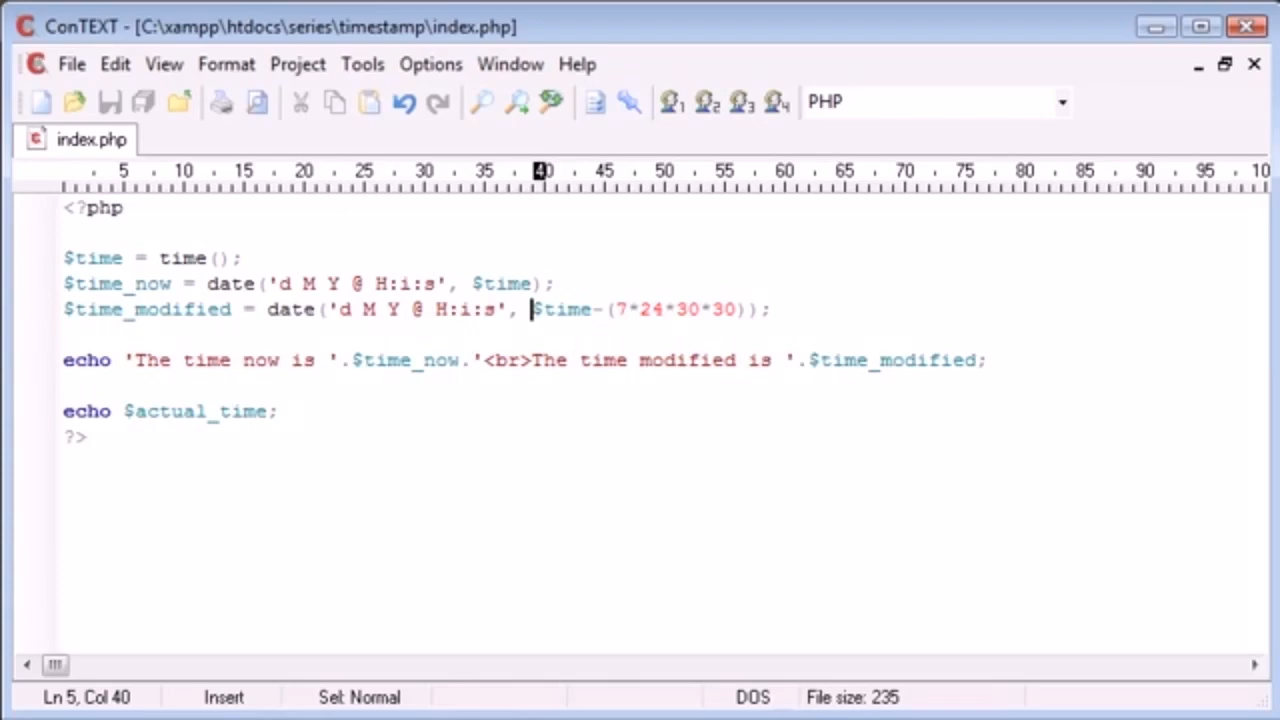 ConTEXT - [C:\xampp\htdocs\series\timestamp\index.php]
File Edit View Format Project Tools Options Window Help
1 2 3 4 PHP
index.php
5 10 15 20 25 30 35 40 45 50 55 60 65 70 75 80 85 90 95 10
<?php
$time = time();
$time_now = date('d M Y @ H:i:s', $time);
$time_modified = date('d M Y @ H:i:s', $time-(7*24*30*30));
echo 'The time now is '.$time_now.'<br>The time modified is '.$time_modified;
echo $actual_time;
?>
Ln 5, Col 40 Insert Sel: Normal DOS File size: 235